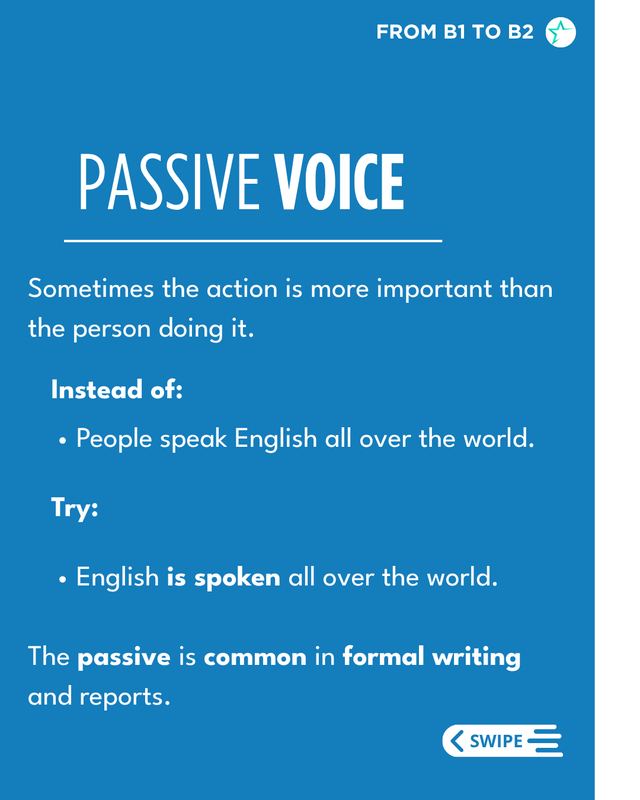 FROM B1 TO B2
PASSIVE VOICE
Sometimes the action is more important than
the person doing it.
Instead of:
• People speak English all over the world.
Try:
• English is spoken all over the world.
The passive is common in formal writing
and reports.
SWIPE